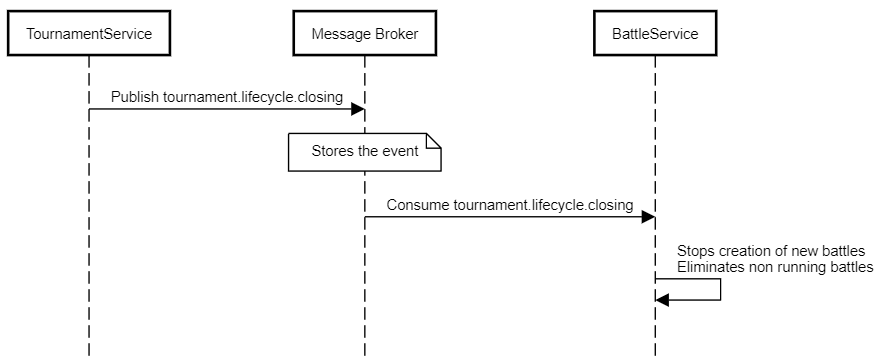 TournamentService
Message Broker
BattleService
Publish tournament.lifecycle.closing
Stores the event
Consume tournament.lifecycle.closing
Stops creation of new battles
Eliminates non running battles